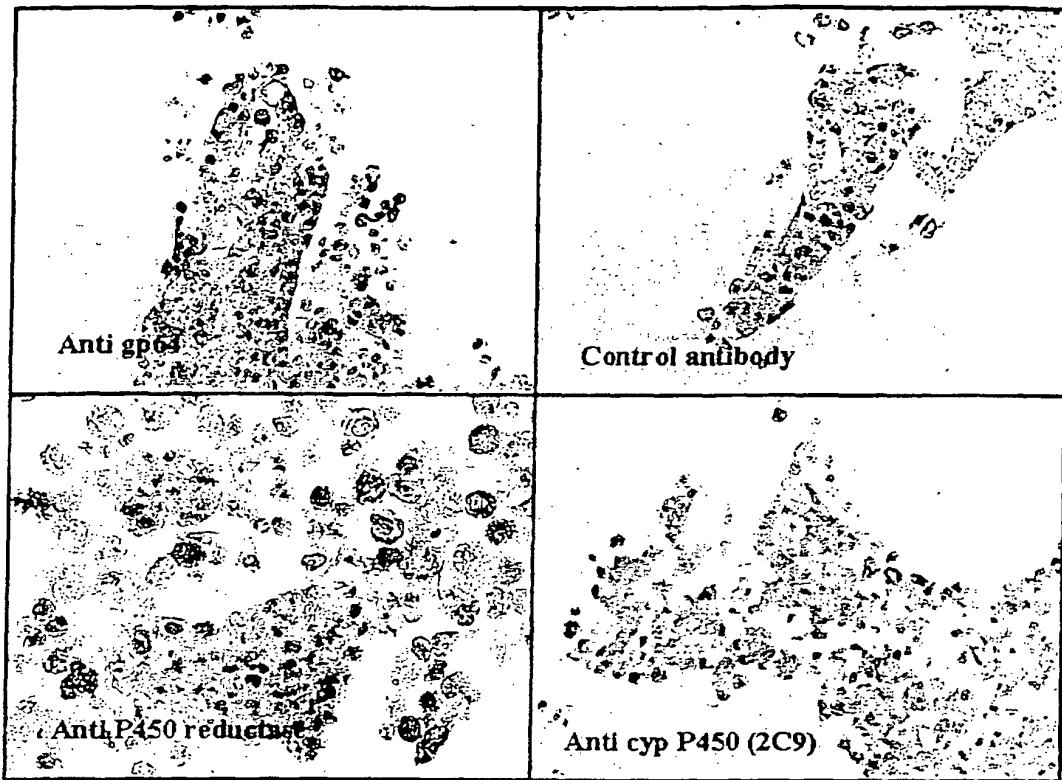 Anti gp64
Control antibody
Anti P450 reductase
Anti cyp P450 (2C9)